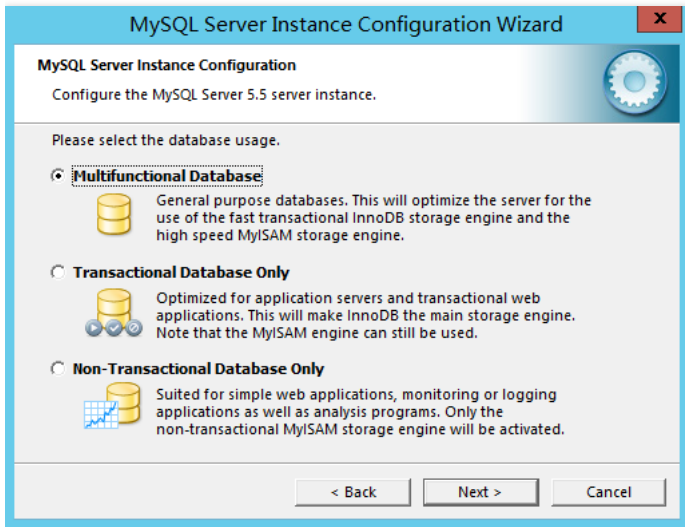 MySQL Server Instance Configuration Wizard
x
MySQL Server Instance Configuration
Configure the MySQL Server 5.5 server instance.
Please select the database usage.
Multifunctional Database
General purpose databases. This will optimize the server for the
use of the fast transactional InnoDB storage engine and the
high speed MyISAM storage engine.
Transactional Database Only
Optimized for application servers and transactional web
applications. This will make InnoDB the main storage engine.
Note that the MyISAM engine can still be used.
Non-Transactional Database Only
Suited for simple web applications, monitoring or logging
applications as well as analysis programs. Only the
non-transactional MyISAM storage engine will be activated.
< Back Next > Cancel